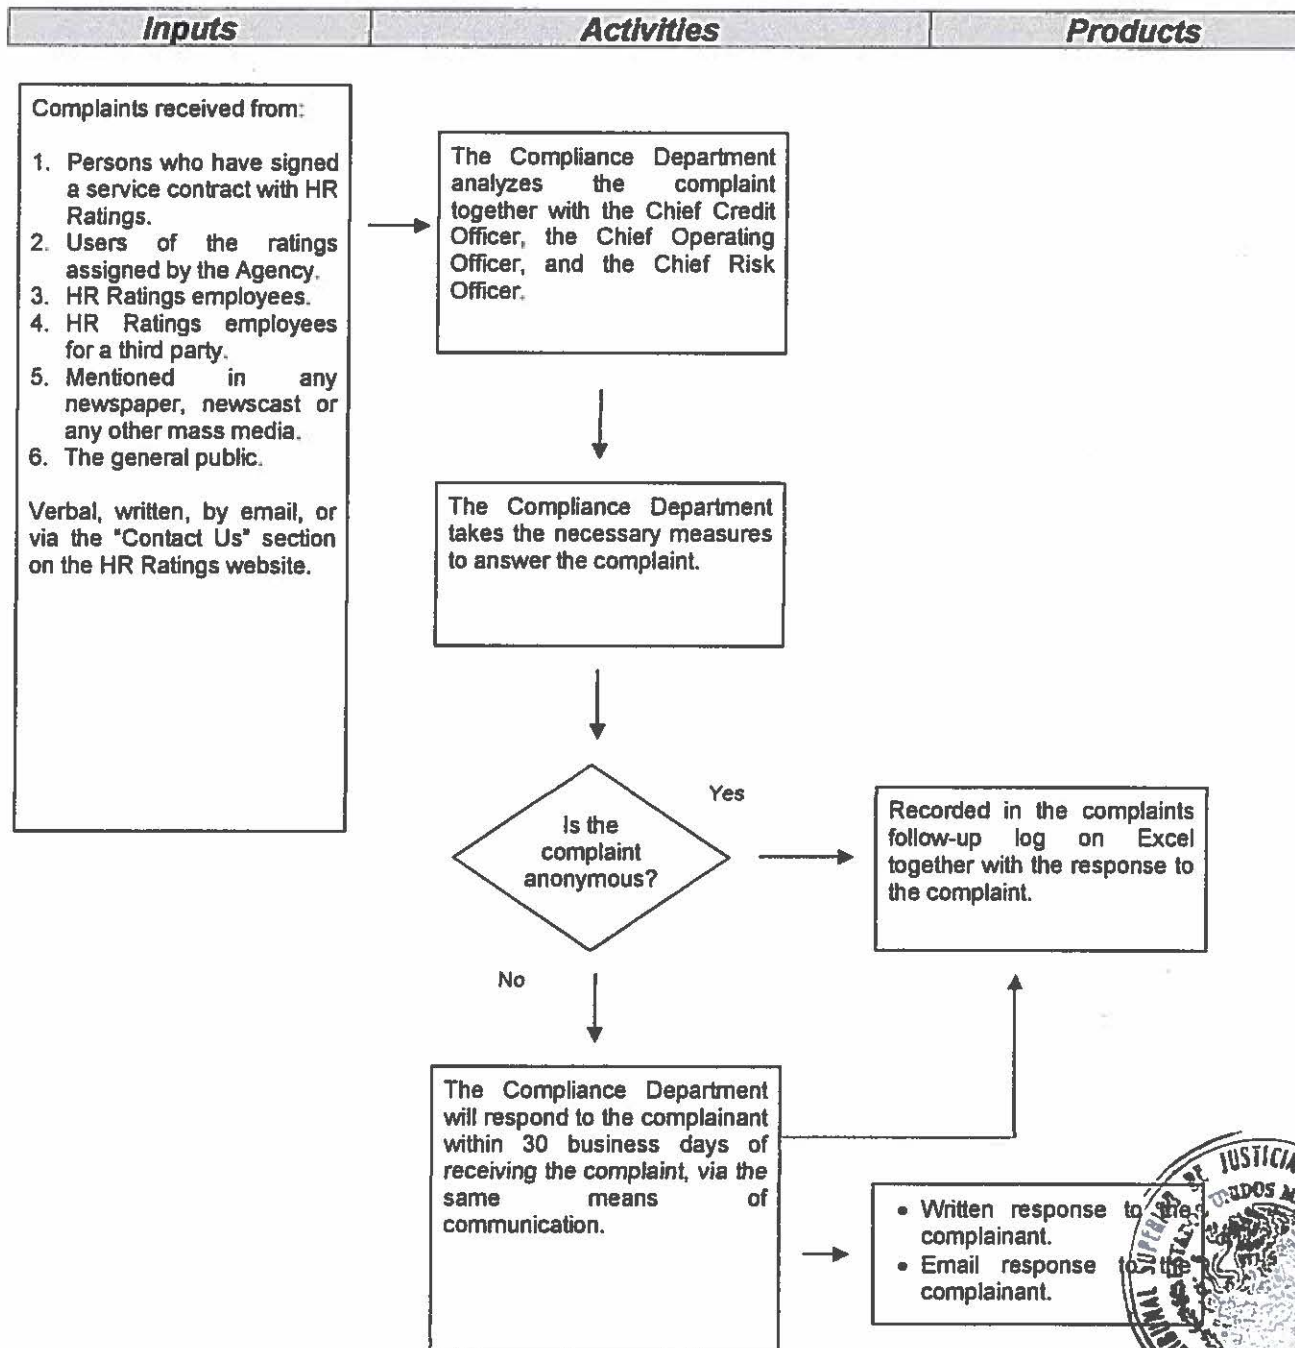 Inputs
Activities
Products
Complaints received from:
1. Persons who have signed
a service contract with HR
Ratings.
2. Users of the ratings
assigned by the Agency.
3. HR Ratings employees.
4. HR Ratings employees
for a third party.
5. Mentioned in any
newspaper, newscast or
any other mass media.
6. The general public.
Verbal, written, by email, or
via the "Contact Us" section
on the HR Ratings website.
The Compliance Department
analyzes the complaint
together with the Chief Credit
Officer, the Chief Operating
Officer, and the Chief Risk
Officer.
The Compliance Department
takes the necessary measures
to answer the complaint.
Is the
complaint
anonymous?
Yes
Recorded in the complaints
follow-up log on Excel
together with the response to
the complaint.
No
The Compliance Department
will respond to the complainant
within 30 business days of
receiving the complaint, via the
same means of
communication.
• Written response to the
complainant.
• Email response to the
complainant.
SUPERIOR DE JUSTICIA